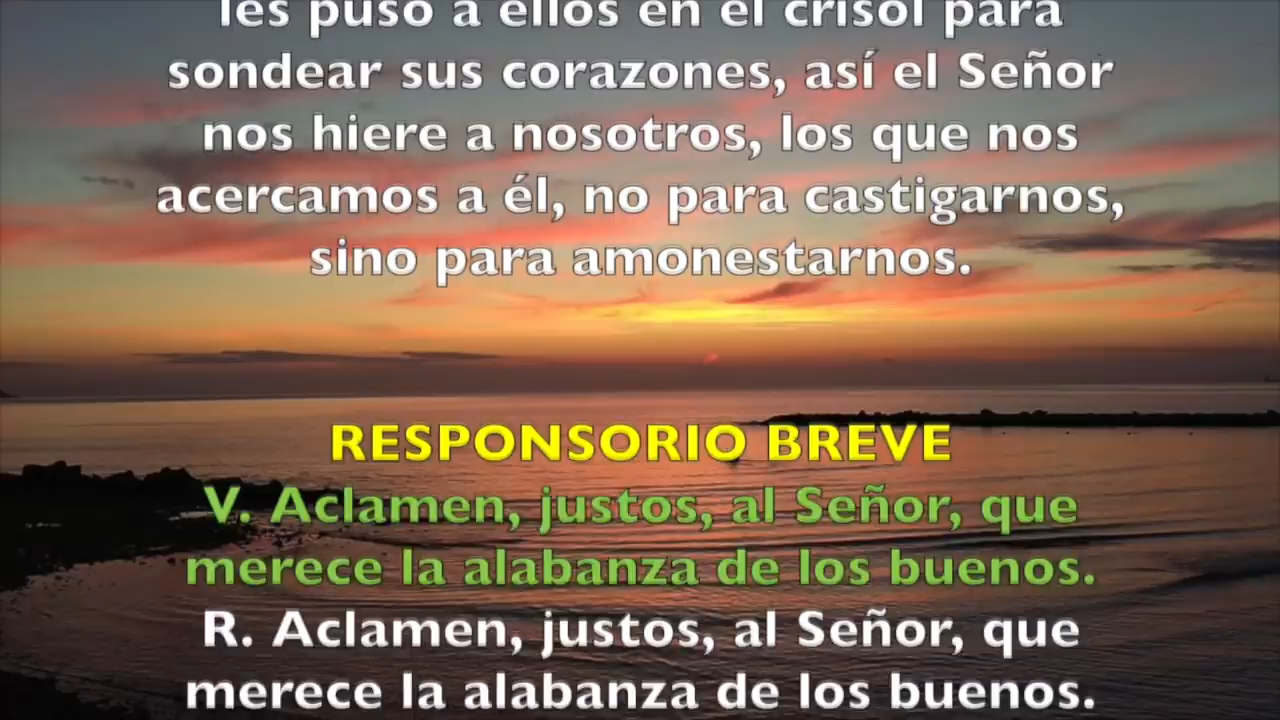 les puso a ellos en el crisol para
sondear sus corazones, así el Señor
nos hiere a nosotros, los que nos
acercamos a él, no para castigarnos,
sino para amonestarnos.
RESPONSORIO BREVE
V. Aclamen, justos, al Señor, que
merece la alabanza de los buenos.
R. Aclamen, justos, al Señor, que
merece la alabanza de los buenos.